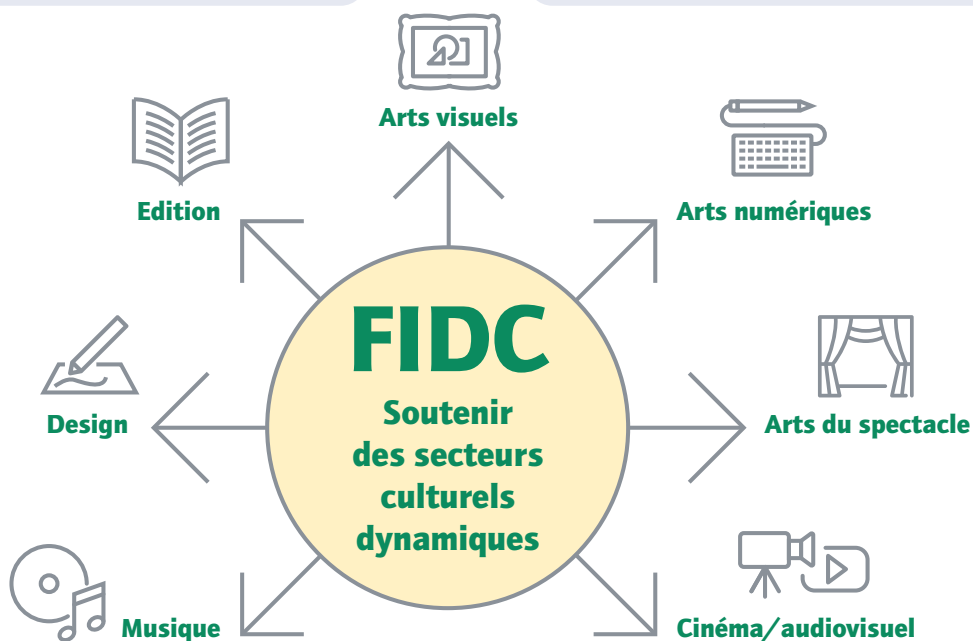 Arts visuels
Edition
Arts numériques
FIDC
Soutenir
des secteurs
culturels
dynamiques
Design
Arts du spectacle
Musique
Cinéma/audiovisuel